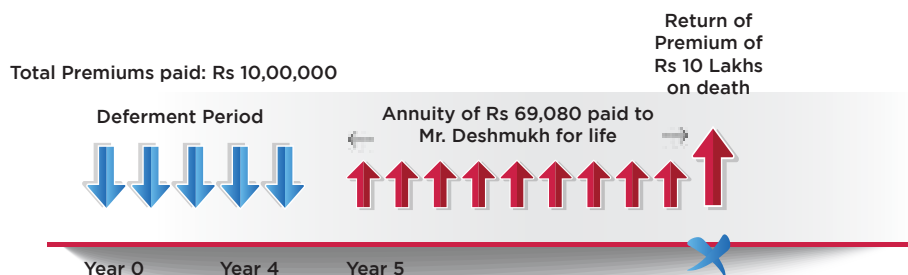 Total Premiums paid: Rs 10,00,000
Deferment Period
Annuity of Rs 69,080 paid to
Mr. Deshmukh for life
Return of
Premium of
Rs 10 Lakhs
on death
Year 0
Year 4
Year 5